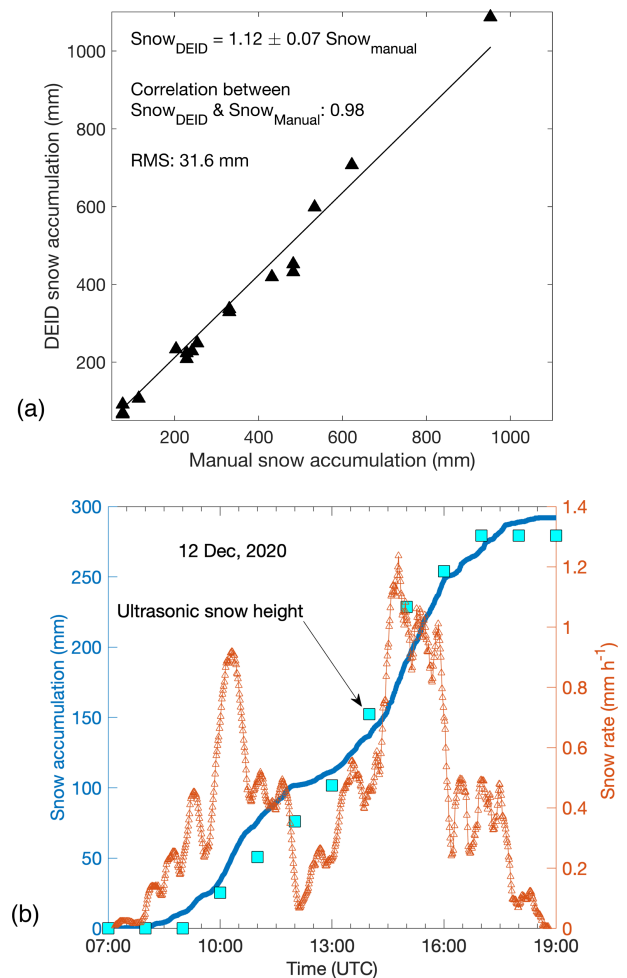 Snow_DEID = 1.12 ± 0.07 Snow_manual
Correlation between
Snow_DEID & Snow_Manual: 0.98
RMS: 31.6 mm
DEID snow accumulation (mm)
1000
800
600
400
200
200 400 600 800 1000
Manual snow accumulation (mm)
(a)
12 Dec, 2020
Ultrasonic snow height
Snow accumulation (mm)
300
250
200
150
100
50
0
Snow rate (mm h⁻¹)
1.4
1.2
1
0.8
0.6
0.4
0.2
0
07:00 10:00 13:00 16:00 19:00
Time (UTC)
(b)